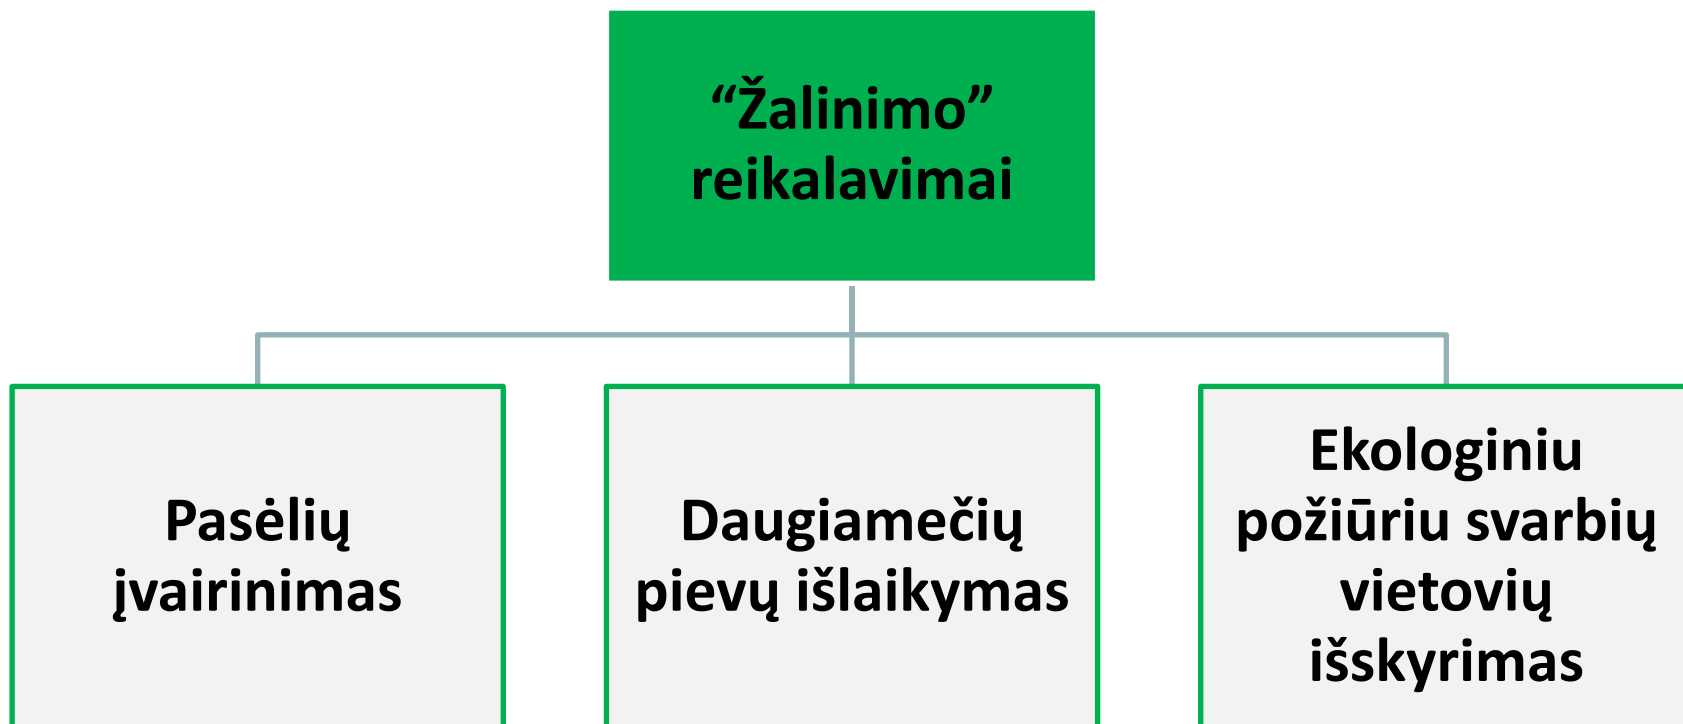 “Žalinimo”
reikalavimai
Pasėlių
įvairinimas
Daugiamečių
pievų išlaikymas
Ekologiniu
požiūriu svarbių
vietovių
išskyrimas